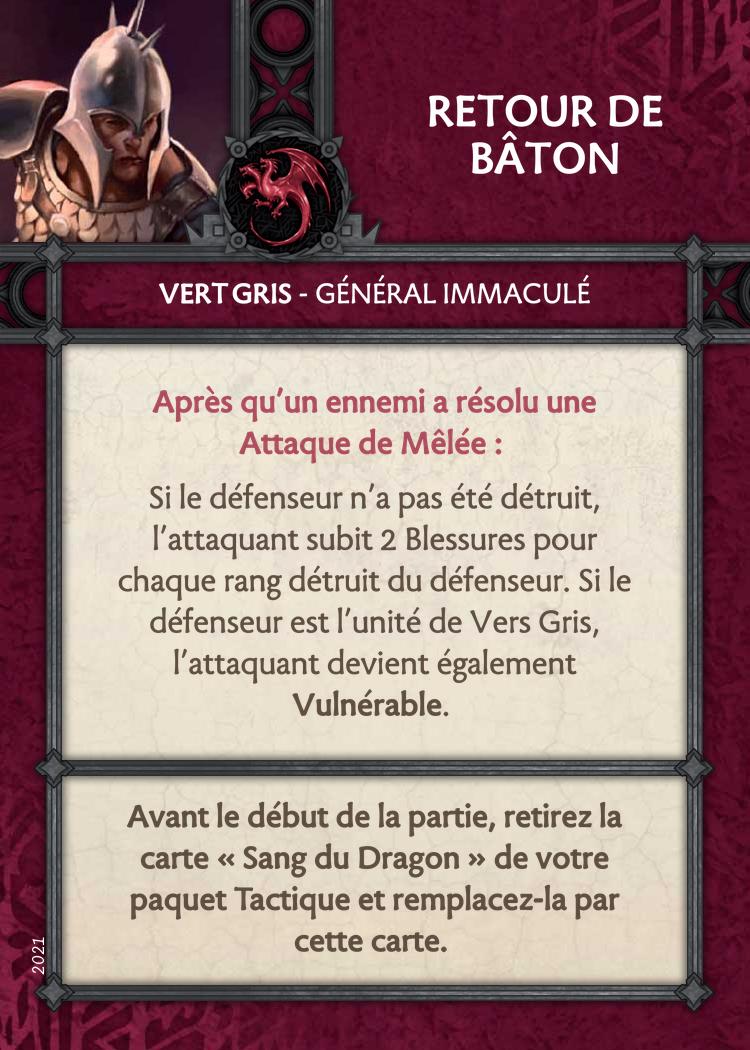 RETOUR DE
BÂTON
VERT GRIS - GÉNÉRAL IMMACULÉ
Après qu’un ennemi a résolu une
Attaque de Mêlée :
Si le défenseur n’a pas été détruit,
l’attaquant subit 2 Blessures pour
chaque rang détruit du défenseur. Si le
défenseur est l’unité de Vers Gris,
l’attaquant devient également
Vulnérable.
Avant le début de la partie, retirez la
carte « Sang du Dragon » de votre
paquet Tactique et remplacez-la par
cette carte.
2021